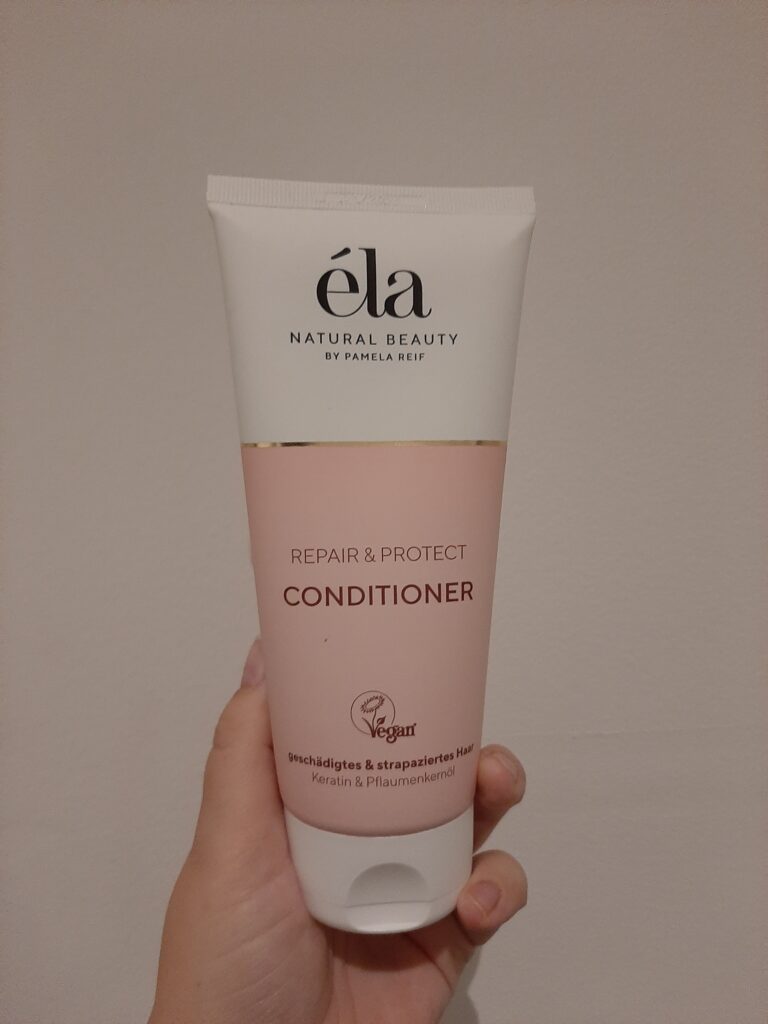 éla
NATURAL BEAUTY
BY PAMELA REIF
REPAIR & PROTECT
CONDITIONER
Vegan
geschädigtes & strapaziertes Haar
Keratin & Pflaumenkernöl